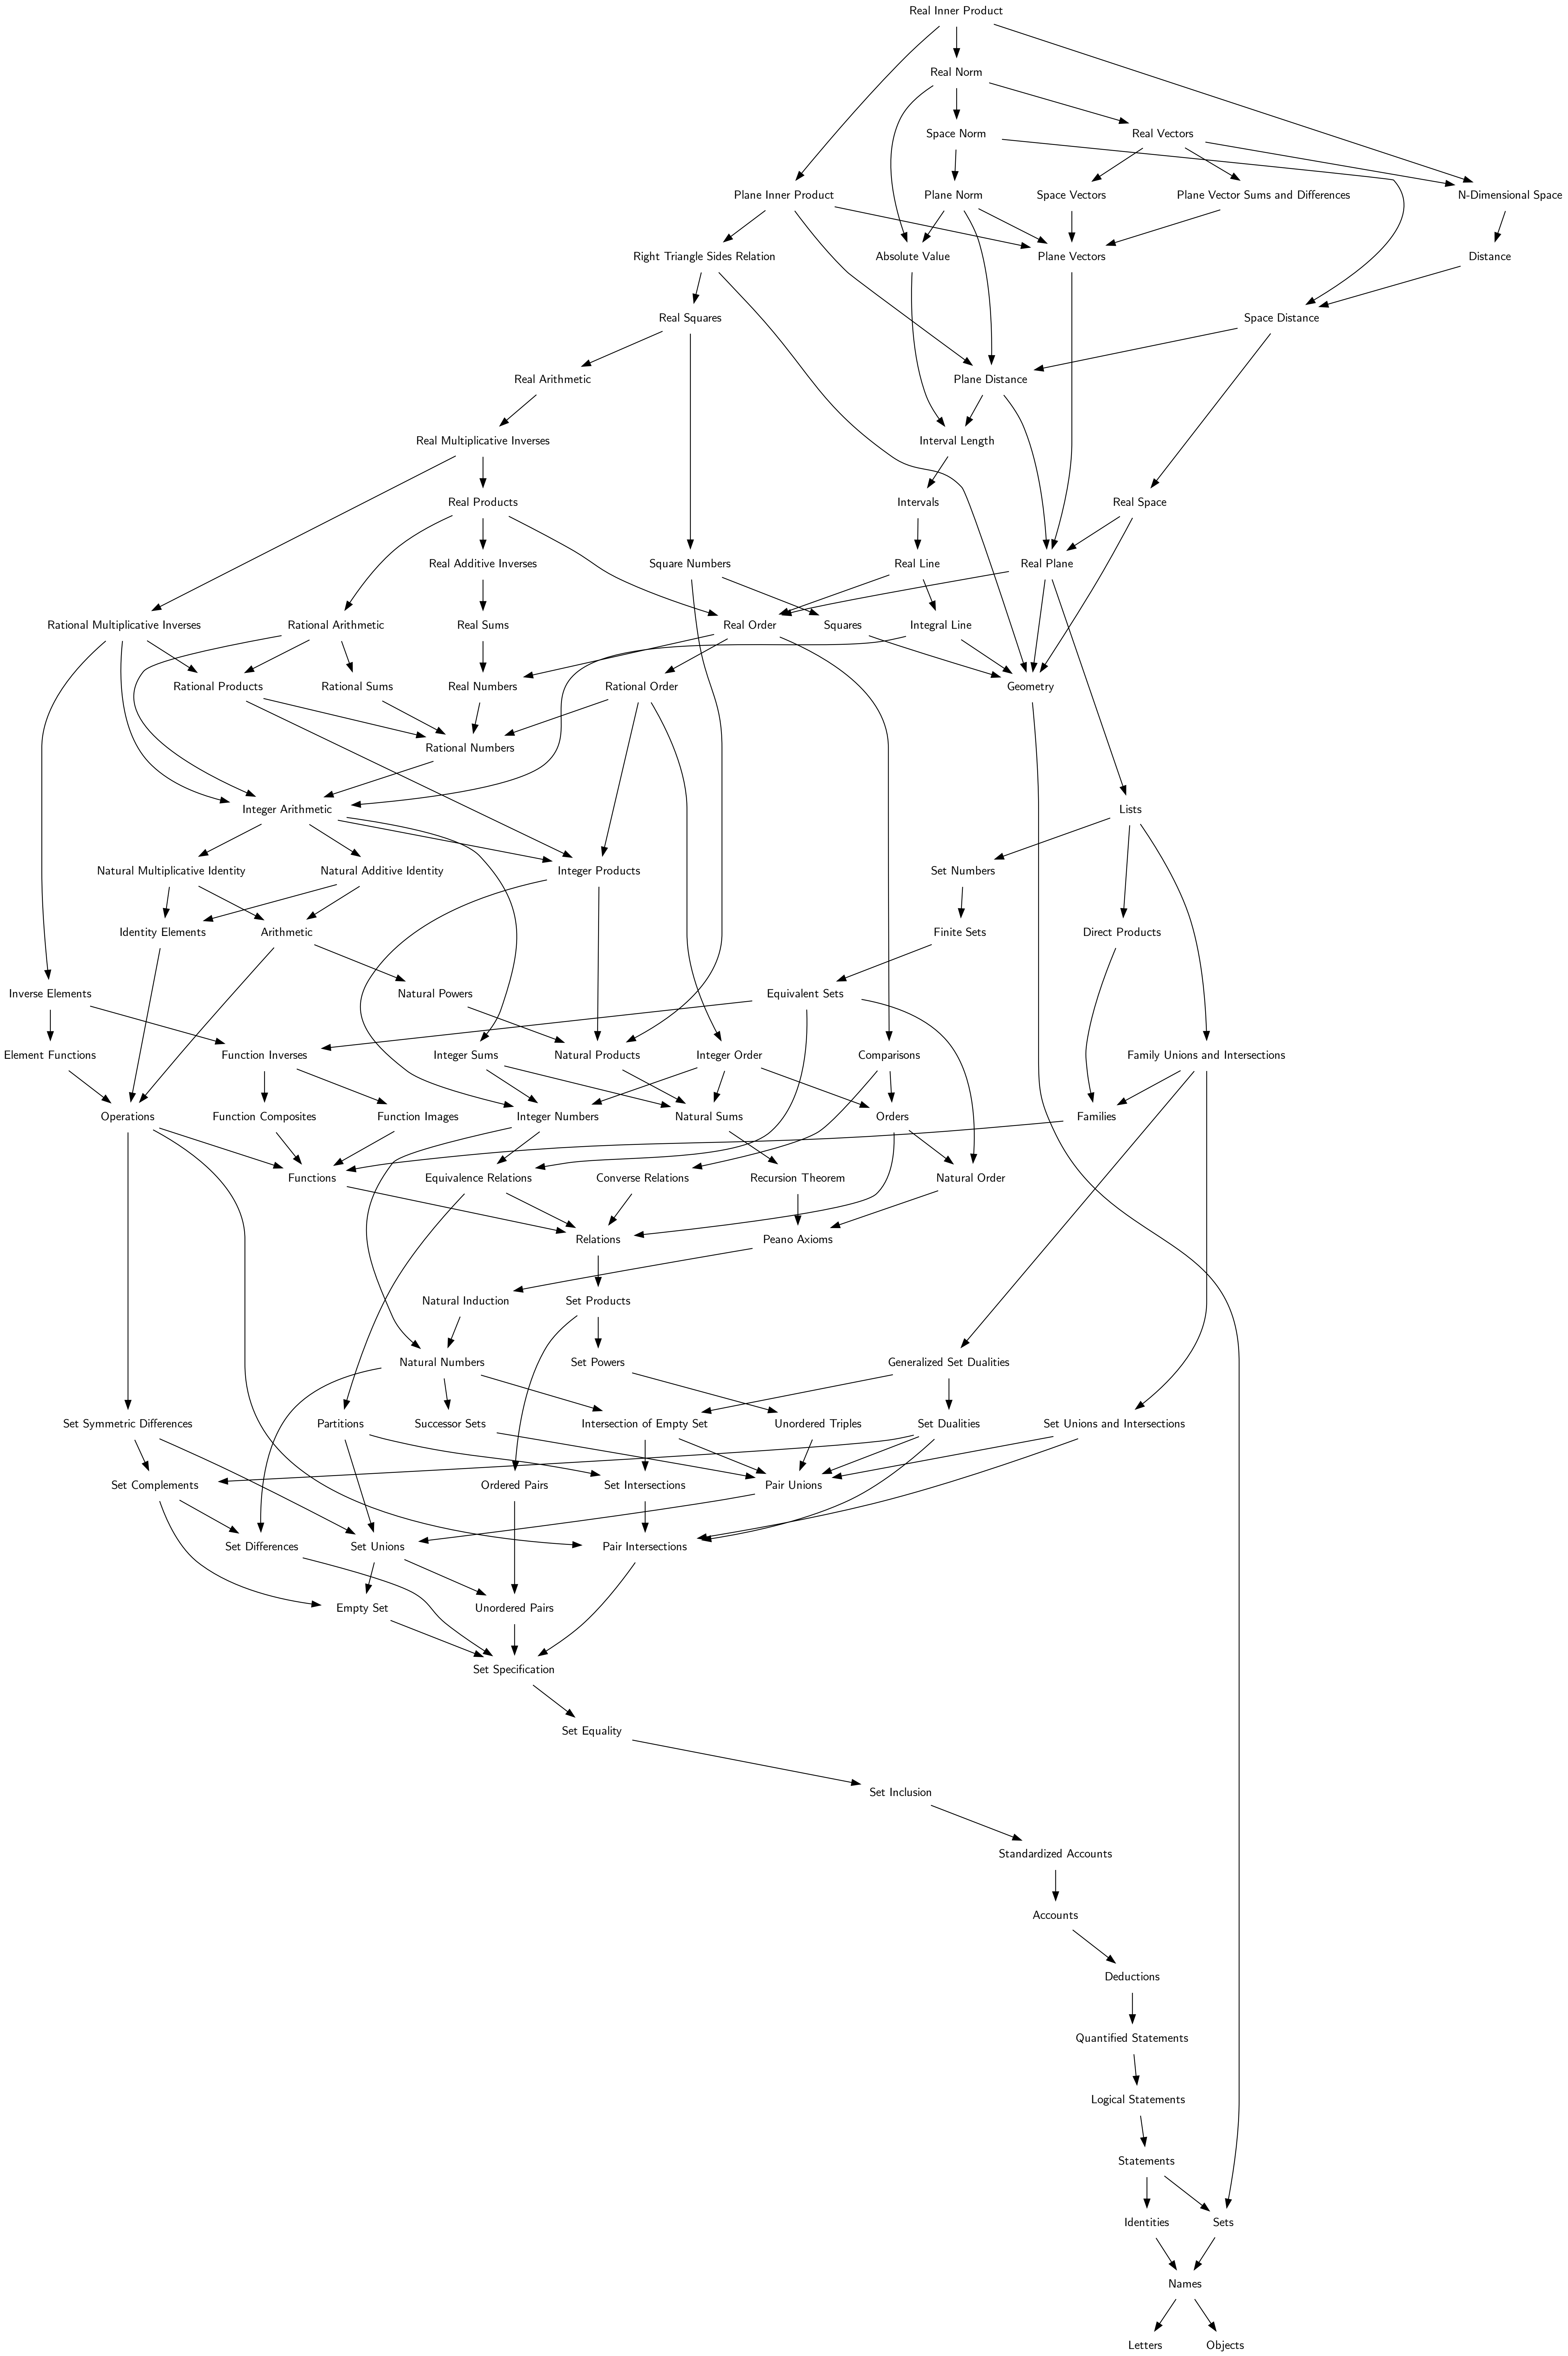 Real Inner Product
Real Norm
Space Norm
Real Vectors
Plane Inner Product
Plane Norm
Space Vectors
Plane Vector Sums and Differences
N-Dimensional Space
Right Triangle Sides Relation
Absolute Value
Plane Vectors
Distance
Real Squares
Space Distance
Real Arithmetic
Plane Distance
Real Multiplicative Inverses
Interval Length
Real Products
Intervals
Real Space
Real Additive Inverses
Square Numbers
Real Line
Real Plane
Rational Multiplicative Inverses
Rational Arithmetic
Real Sums
Real Order
Squares
Integral Line
Rational Products
Rational Sums
Real Numbers
Rational Order
Geometry
Rational Numbers
Integer Arithmetic
Lists
Natural Multiplicative Identity
Natural Additive Identity
Integer Products
Set Numbers
Identity Elements
Arithmetic
Finite Sets
Direct Products
Inverse Elements
Natural Powers
Equivalent Sets
Element Functions
Function Inverses
Integer Sums
Natural Products
Integer Order
Comparisons
Family Unions and Intersections
Operations
Function Composites
Function Images
Integer Numbers
Natural Sums
Orders
Families
Functions
Equivalence Relations
Converse Relations
Recursion Theorem
Natural Order
Relations
Peano Axioms
Natural Induction
Set Products
Natural Numbers
Set Powers
Generalized Set Dualities
Set Symmetric Differences
Partitions
Successor Sets
Intersection of Empty Set
Unordered Triples
Set Dualities
Set Unions and Intersections
Set Complements
Ordered Pairs
Set Intersections
Pair Unions
Set Differences
Set Unions
Pair Intersections
Empty Set
Unordered Pairs
Set Specification
Set Equality
Set Inclusion
Standardized Accounts
Accounts
Deductions
Quantified Statements
Logical Statements
Statements
Identities
Sets
Names
Letters
Objects